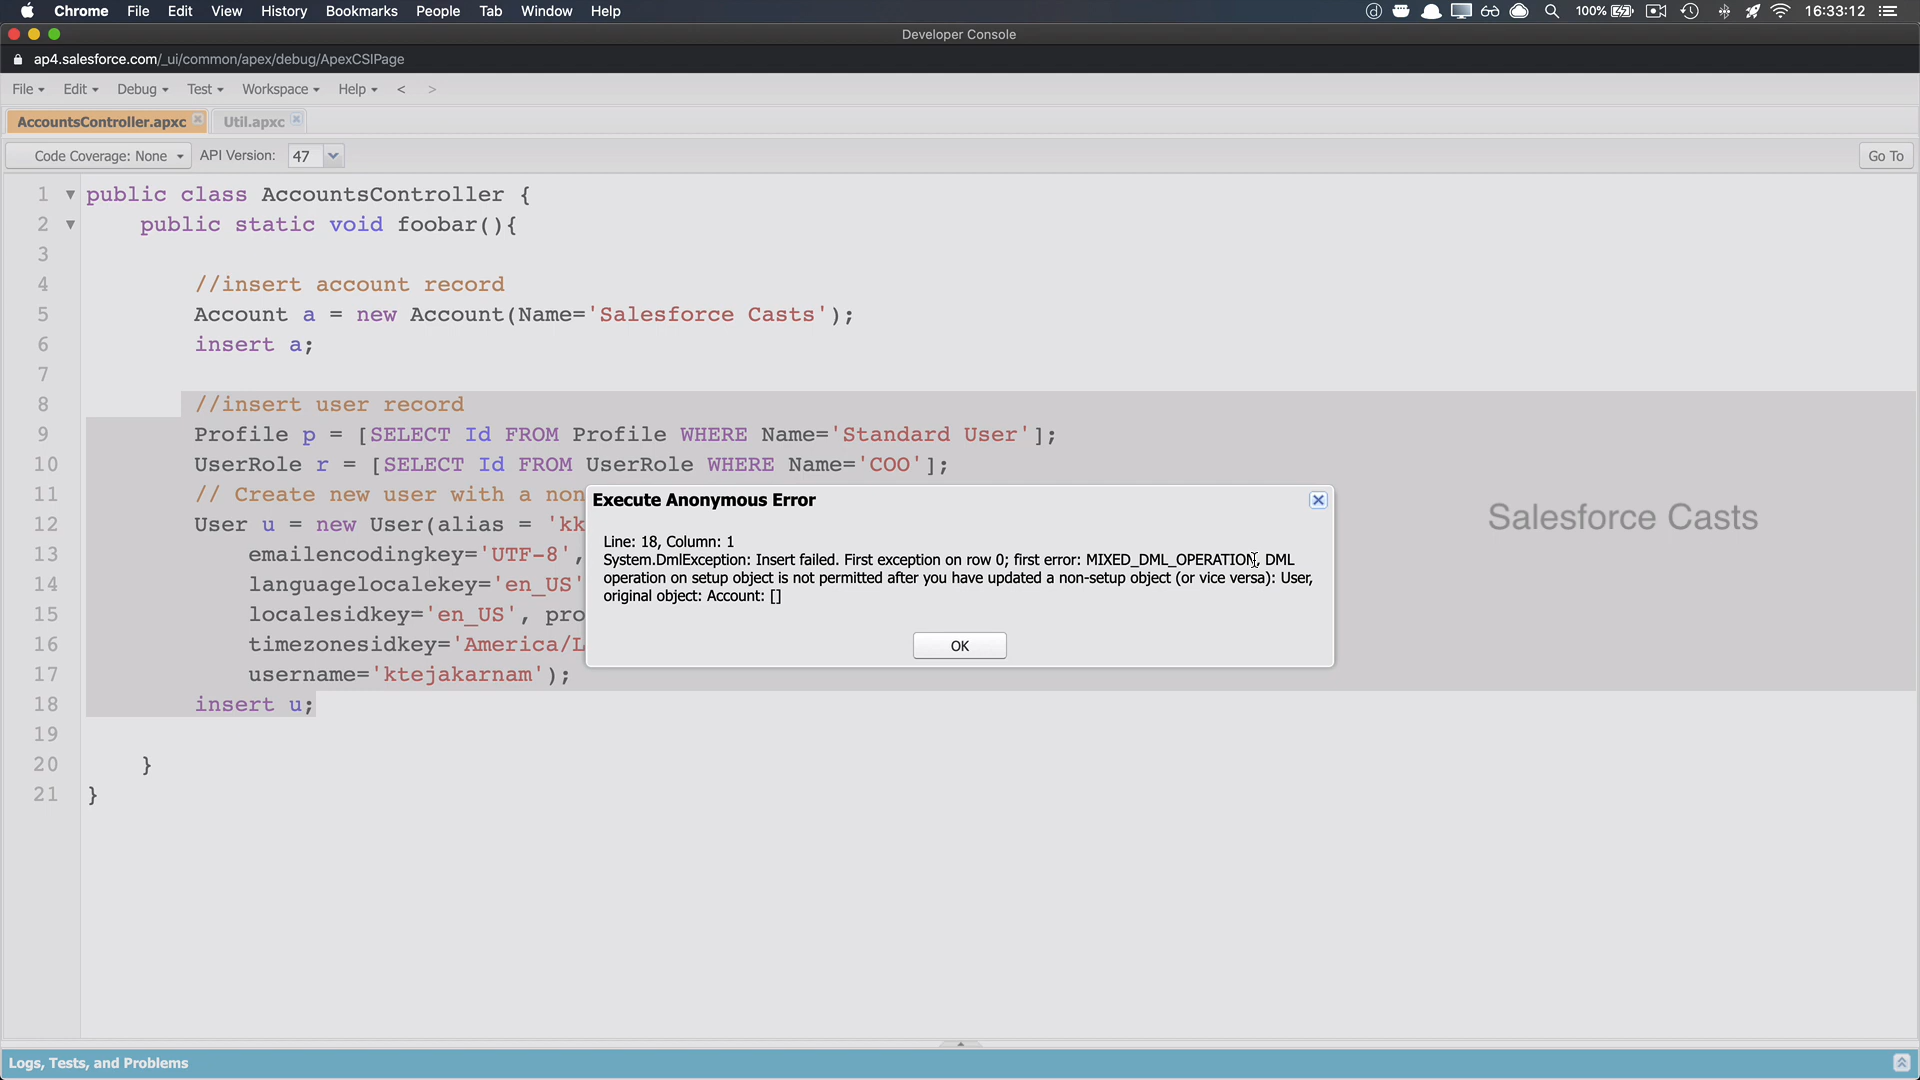 Chrome File Edit View History Bookmarks People Tab Window Help 100% 16:33:12
Developer Console
ap4.salesforce.com/_ui/common/apex/debug/ApexCSIPage
File Edit Debug Test Workspace Help < >
AccountsController.apxc Util.apxc
Code Coverage: None API Version: 47 Go To
1 public class AccountsController {
2 public static void foobar(){
3
4 //insert account record
5 Account a = new Account(Name='Salesforce Casts');
6 insert a;
7
8 //insert user record
9 Profile p = [SELECT Id FROM Profile WHERE Name='Standard User'];
10 UserRole r = [SELECT Id FROM UserRole WHERE Name='COO'];
11 // Create new user with a non
12 User u = new User(alias = 'kk
13 emailencodingkey='UTF-8',
14 languagelocalekey='en_US'
15 localesidkey='en_US', pro
16 timezonesidkey='America/L
17 username='ktejakarnam');
18 insert u;
19
20 }
21 }
Execute Anonymous Error
Line: 18, Column: 1
System.DmlException: Insert failed. First exception on row 0; first error: MIXED_DML_OPERATION, DML
operation on setup object is not permitted after you have updated a non-setup object (or vice versa): User,
original object: Account: []
OK
Salesforce Casts
Logs, Tests, and Problems